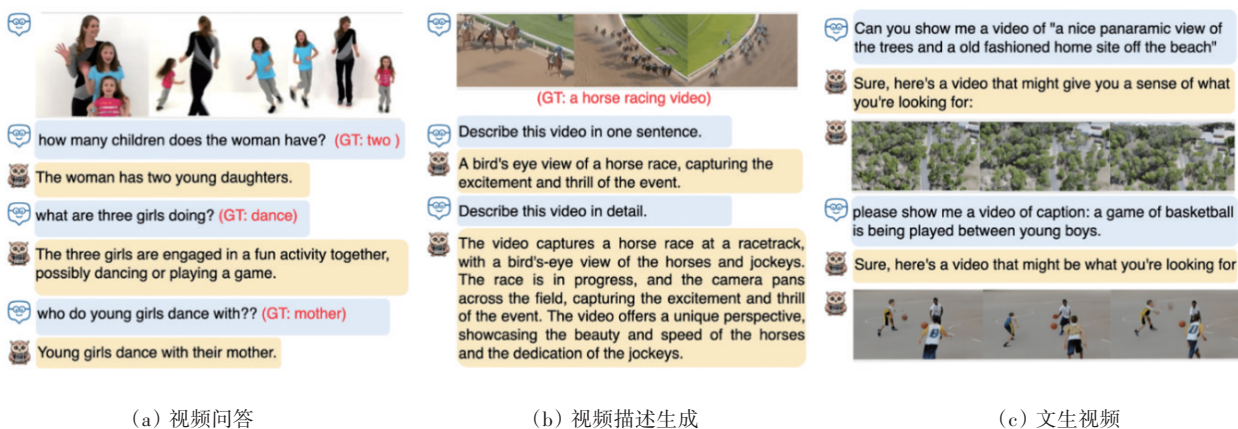 how many children does the woman have? (GT: two )
The woman has two young daughters.
what are three girls doing? (GT: dance)
The three girls are engaged in a fun activity together,
possibly dancing or playing a game.
who do young girls dance with?? (GT: mother)
Young girls dance with their mother.
(a) 视频问答
(GT: a horse racing video)
Describe this video in one sentence.
A bird's eye view of a horse race, capturing the
excitement and thrill of the event.
Describe this video in detail.
The video captures a horse race at a racetrack,
with a bird's-eye view of the horses and jockeys.
The race is in progress, and the camera pans
across the field, capturing the excitement and thrill
of the event. The video offers a unique perspective,
showcasing the beauty and speed of the horses
and the dedication of the jockeys.
(b) 视频描述生成
Can you show me a video of "a nice panaramic view of
the trees and a old fashioned home site off the beach"
Sure, here's a video that might give you a sense of what
you're looking for:
please show me a video of caption: a game of basketball
is being played between young boys.
Sure, here's a video that might be what you're looking for
(c) 文生视频